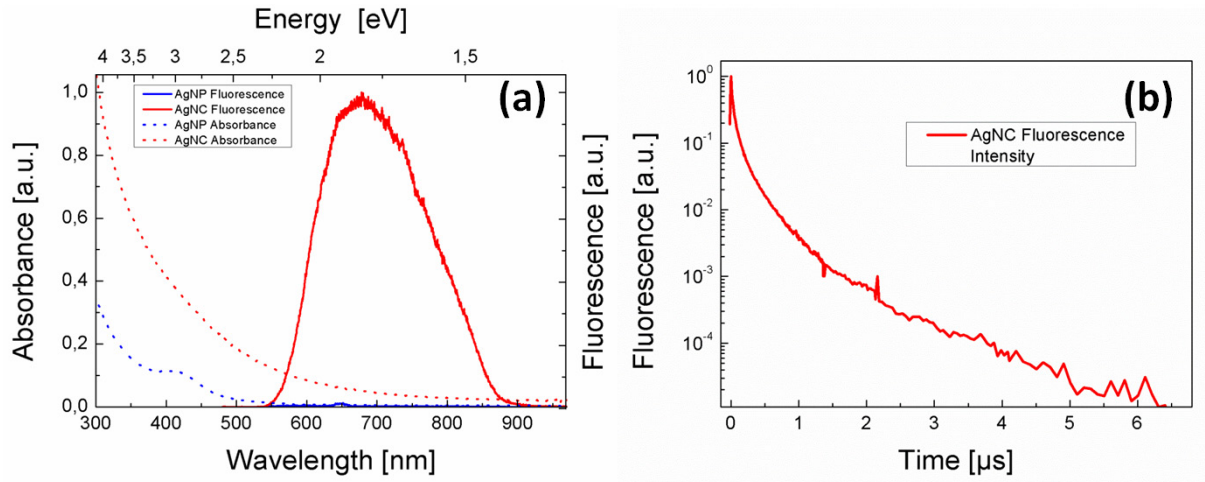 Energy [eV]
4 3,5 3 2,5 2 1,5
(a)
AgNP Fluorescence
AgNC Fluorescence
AgNP Absorbance
AgNC Absorbance
1,0
0,8
0,6
0,4
0,2
0,0
Absorbance [a.u.]
Fluorescence [a.u.]
300 400 500 600 700 800 900
Wavelength [nm]
(b)
AgNC Fluorescence
Intensity
10⁰
10⁻¹
10⁻²
10⁻³
10⁻⁴
Fluorescence [a.u.]
0 1 2 3 4 5 6
Time [µs]